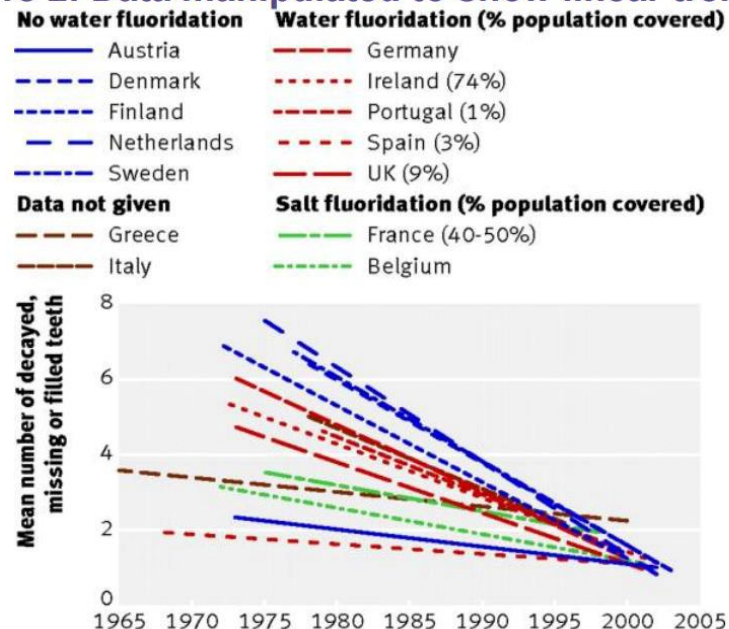 No water fluoridation
Austria
Denmark
Finland
Netherlands
Sweden
Water fluoridation (% population covered)
Germany
Ireland (74%)
Portugal (1%)
Spain (3%)
UK (9%)
Data not given
Greece
Italy
Salt fluoridation (% population covered)
France (40-50%)
Belgium
Mean number of decayed,
missing or filled teeth
8
6
4
2
0
1965 1970 1975 1980 1985 1990 1995 2000 2005